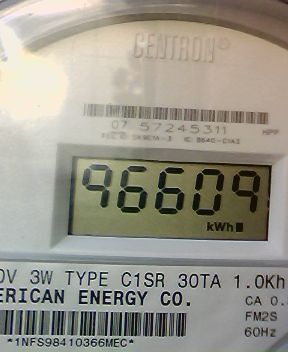 CENTRON®
07 57245311
96609
kWh
0V 3W TYPE C1SR 30TA 1.0Kh
ERICAN ENERGY CO.
CA 0.
FM2S
60Hz
*1NFS98410366MEC*